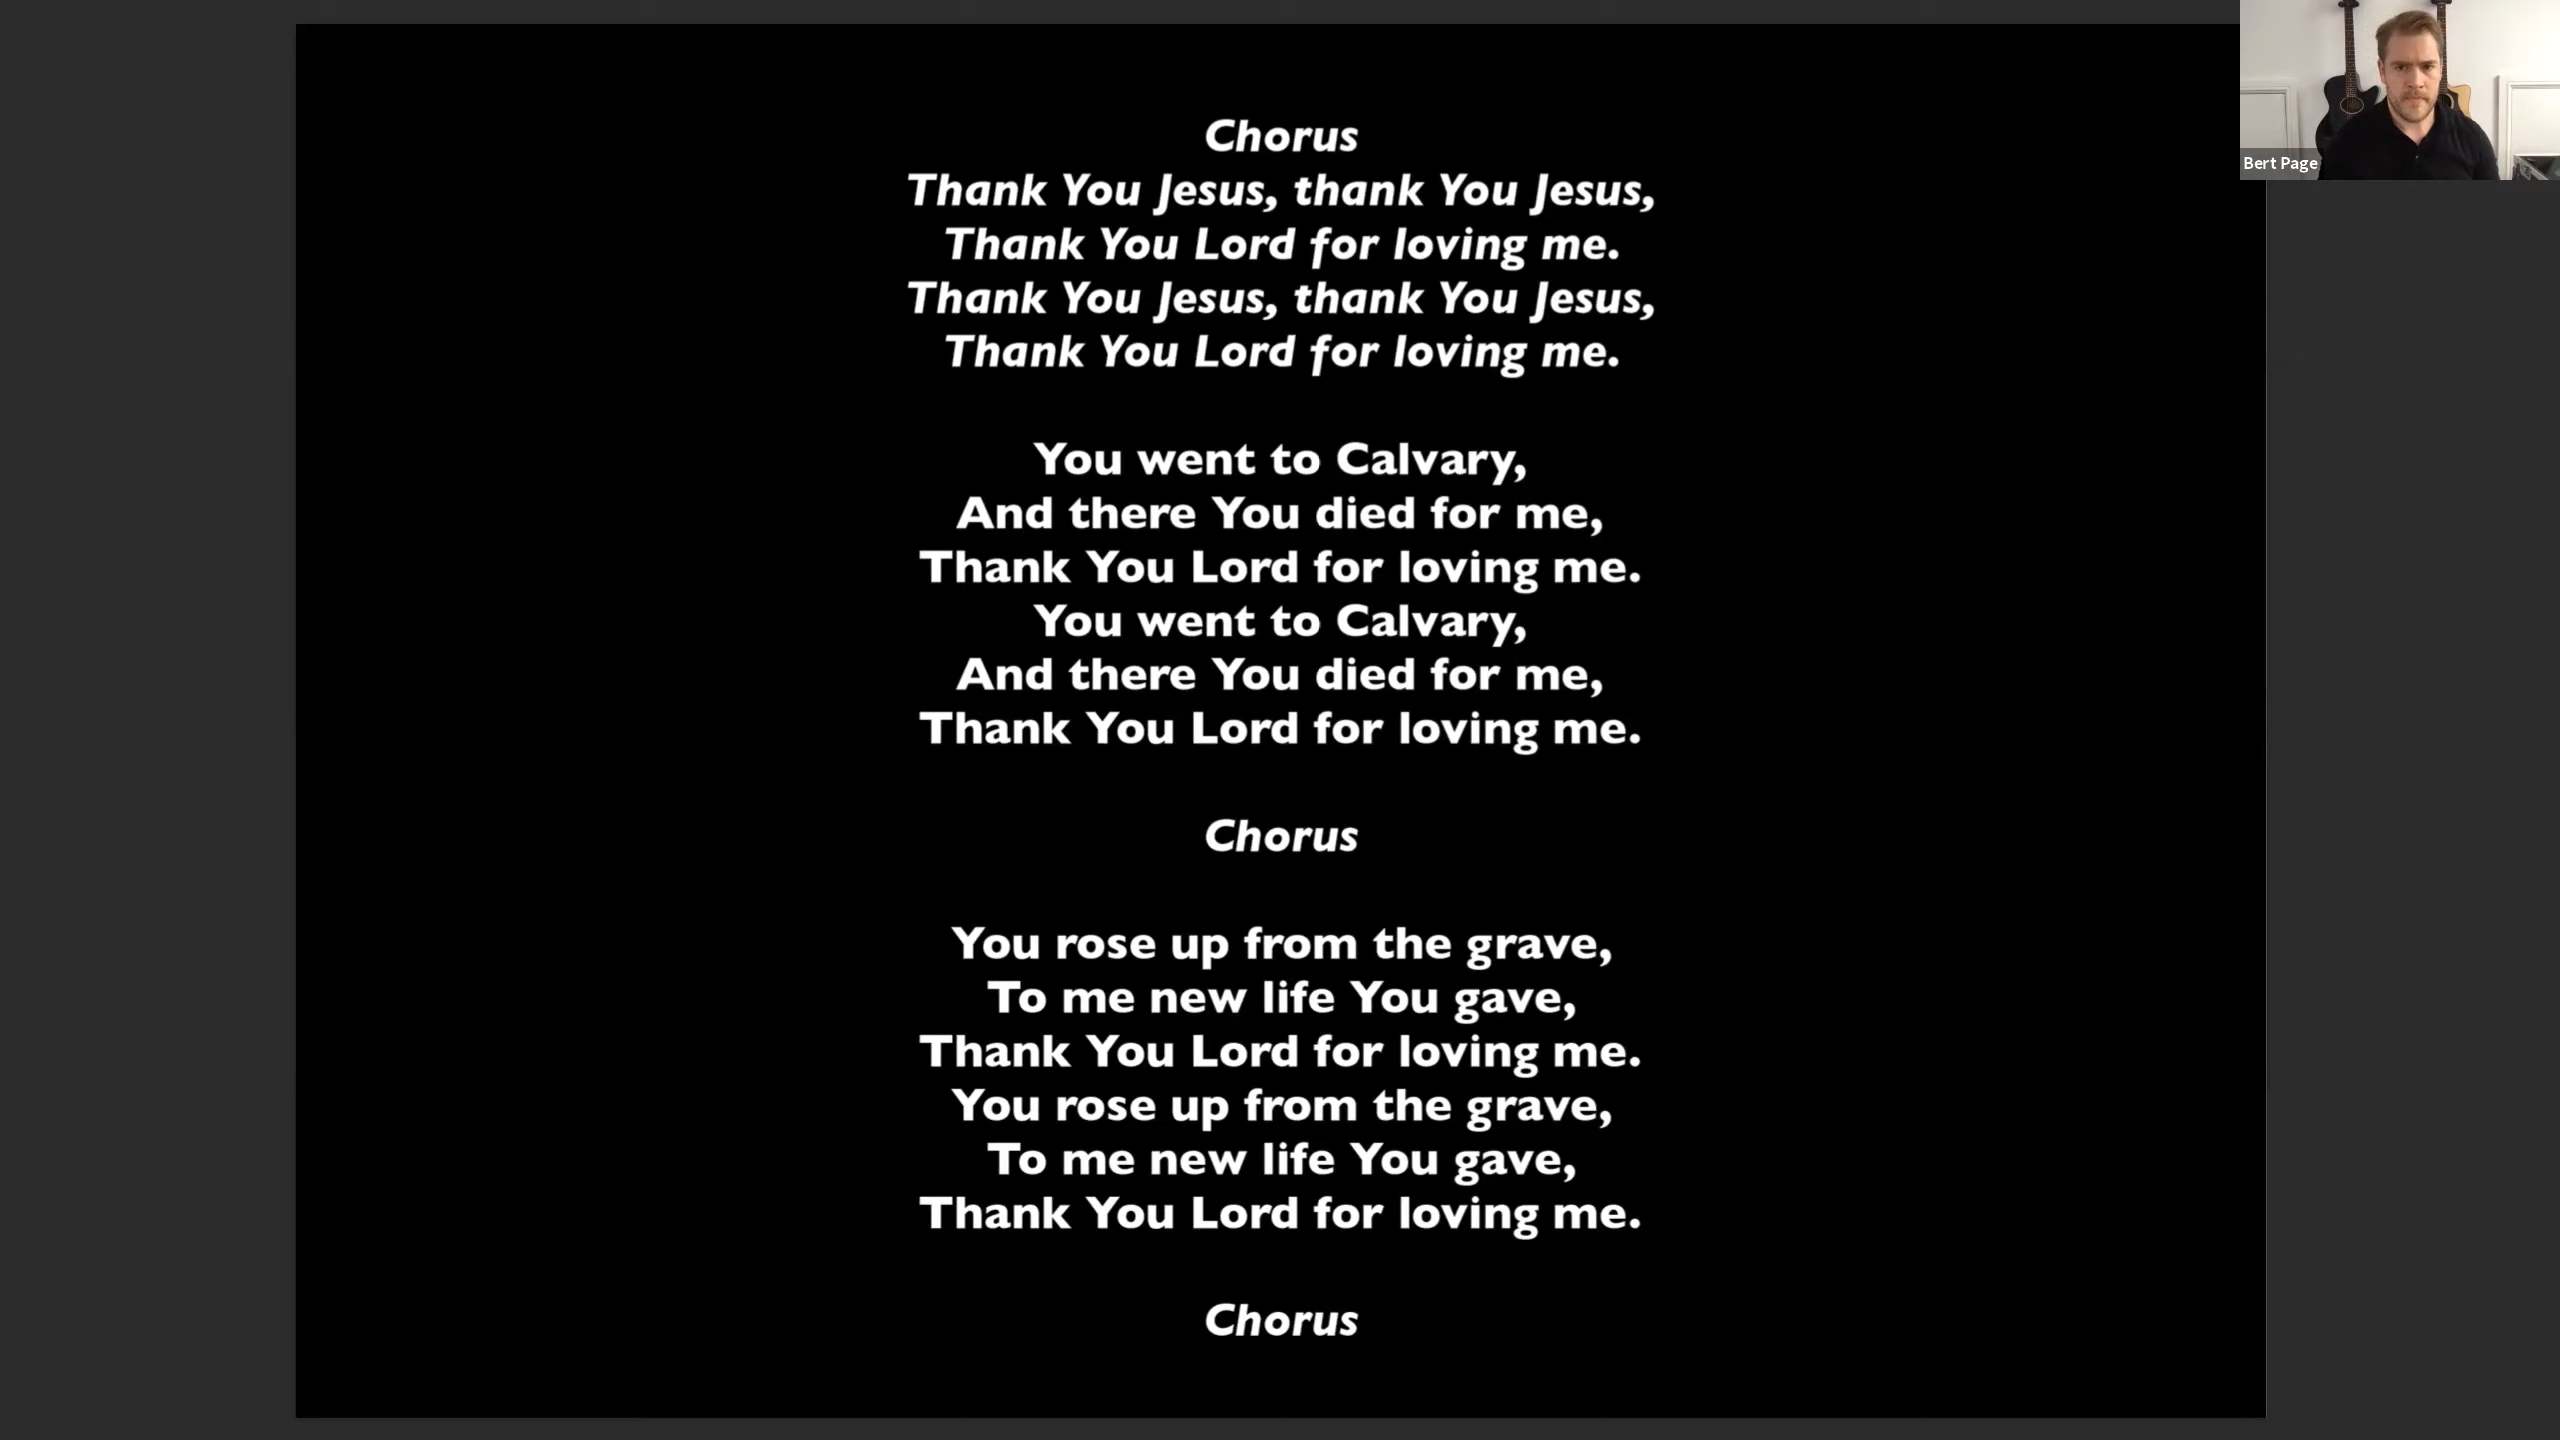 Chorus
Thank You Jesus, thank You Jesus,
Thank You Lord for loving me.
Thank You Jesus, thank You Jesus,
Thank You Lord for loving me.
You went to Calvary,
And there You died for me,
Thank You Lord for loving me.
You went to Calvary,
And there You died for me,
Thank You Lord for loving me.
Chorus
You rose up from the grave,
To me new life You gave,
Thank You Lord for loving me.
You rose up from the grave,
To me new life You gave,
Thank You Lord for loving me.
Chorus
Bert Page